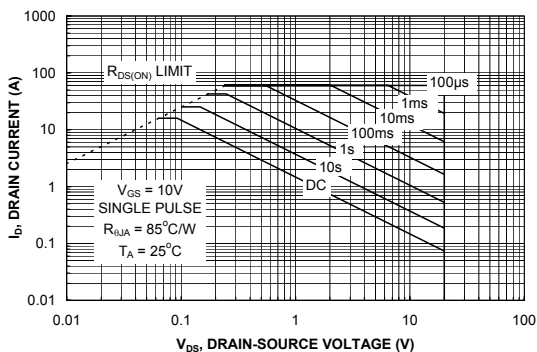 1000
100
10
1
0.1
0.01
I_D, DRAIN CURRENT (A)
R_DS(ON) LIMIT
100µs
1ms
10ms
100ms
1s
10s
DC
V_GS = 10V
SINGLE PULSE
R_θJA = 85°C/W
T_A = 25°C
0.01 0.1 1 10 100
V_DS, DRAIN-SOURCE VOLTAGE (V)